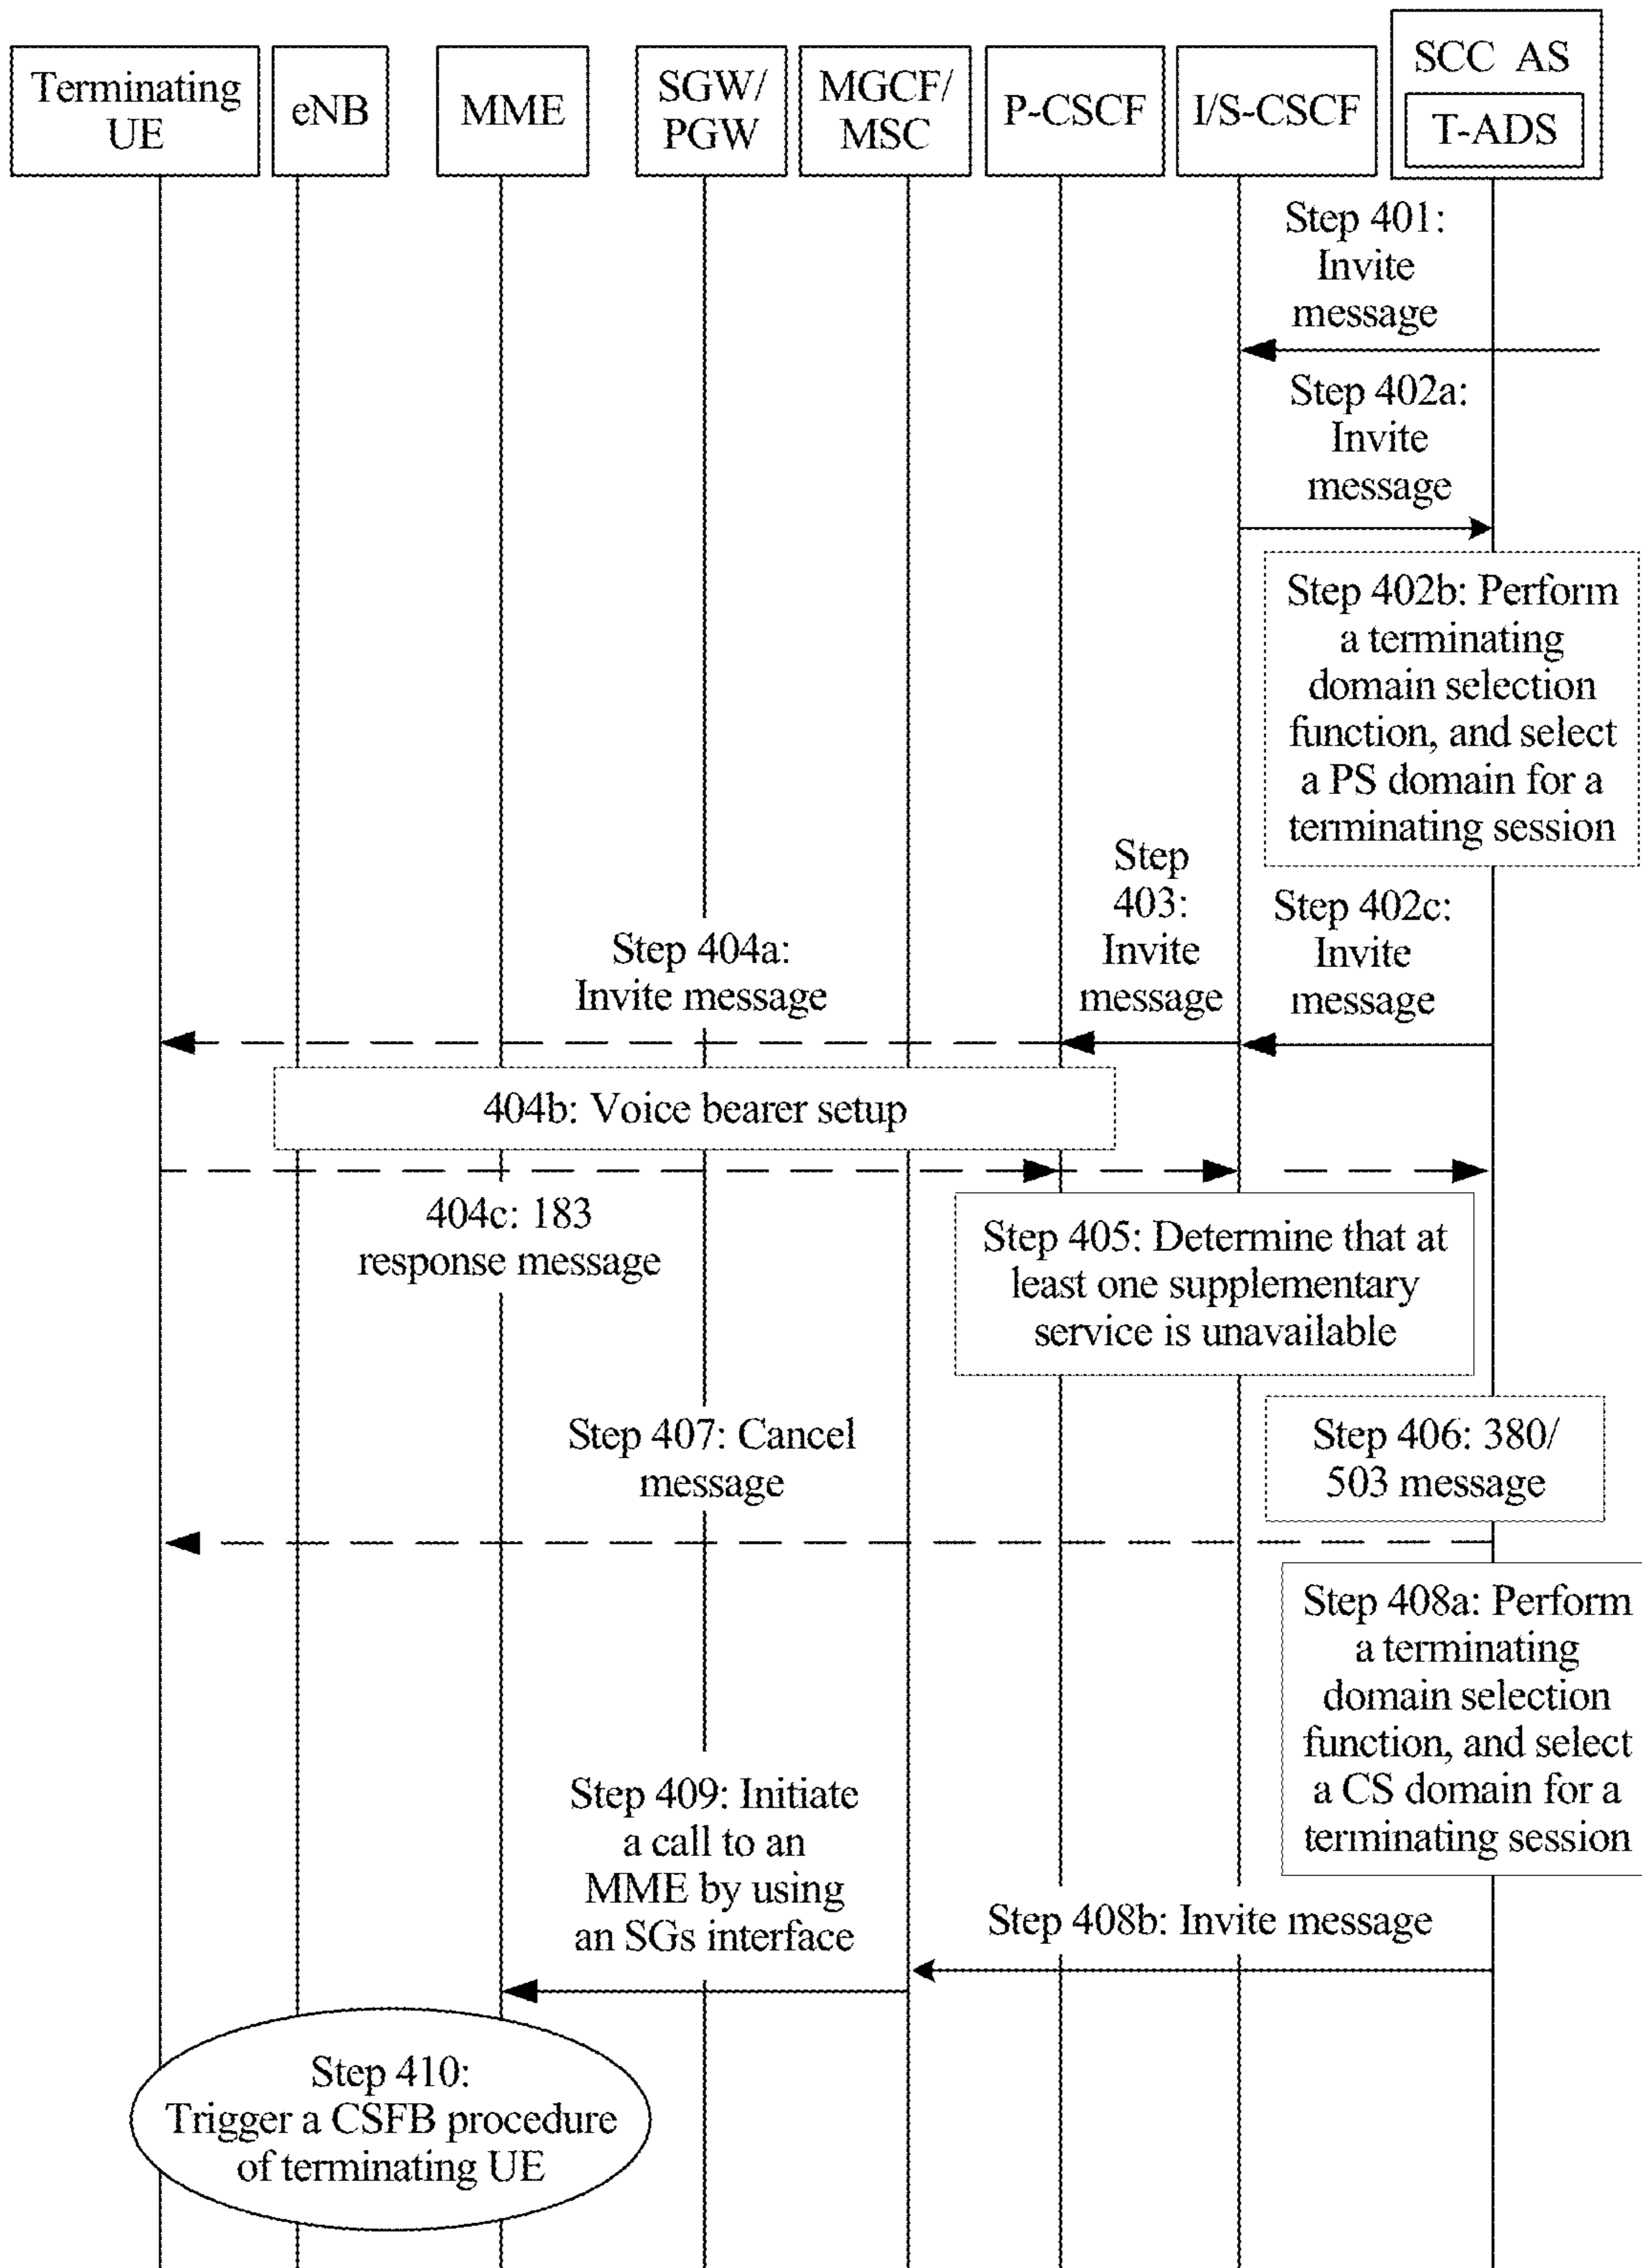 Terminating
UE
eNB
MME
SGW/
PGW
MGCF/
MSC
P-CSCF
I/S-CSCF
SCC AS
T-ADS
Step 401:
Invite
message
Step 402a:
Invite
message
Step 402b: Perform
a terminating
domain selection
function, and select
a PS domain for a
terminating session
Step
403:
Invite
message
Step 402c:
Invite
message
Step 404a:
Invite message
404b: Voice bearer setup
404c: 183
response message
Step 405: Determine that at
least one supplementary
service is unavailable
Step 406: 380/
503 message
Step 407: Cancel
message
Step 408a: Perform
a terminating
domain selection
function, and select
a CS domain for a
terminating session
Step 408b: Invite message
Step 409: Initiate
a call to an
MME by using
an SGs interface
Step 410:
Trigger a CSFB procedure
of terminating UE